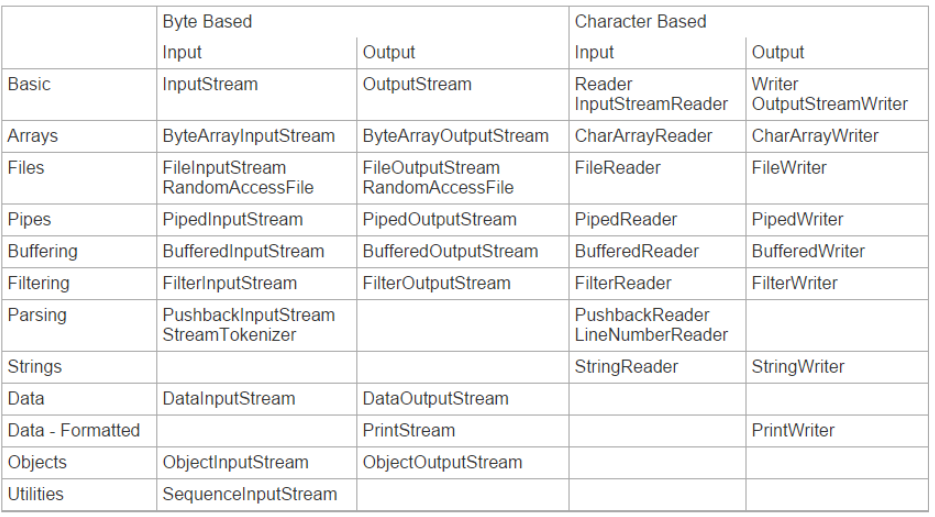 Byte Based Character Based
Input Output Input Output
Basic InputStream OutputStream Reader Writer
InputStreamReader OutputStreamWriter
Arrays ByteArrayInputStream ByteArrayOutputStream CharArrayReader CharArrayWriter
Files FileInputStream FileOutputStream FileReader FileWriter
RandomAccessFile RandomAccessFile
Pipes PipedInputStream PipedOutputStream PipedReader PipedWriter
Buffering BufferedInputStream BufferedOutputStream BufferedReader BufferedWriter
Filtering FilterInputStream FilterOutputStream FilterReader FilterWriter
Parsing PushbackInputStream PushbackReader
StreamTokenizer LineNumberReader
Strings StringReader StringWriter
Data DataInputStream DataOutputStream
Data - Formatted PrintStream PrintWriter
Objects ObjectInputStream ObjectOutputStream
Utilities SequenceInputStream